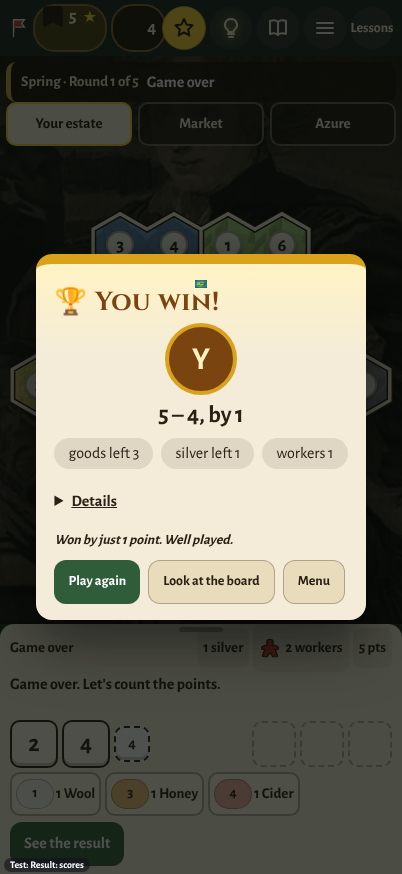 5 ★
4
Lessons
Spring · Round 1 of 5 Game over
Your estate
Market
Azure
3
4
1
6
You win!
Y
5 – 4, by 1
goods left 3
silver left 1
workers 1
Details
Won by just 1 point. Well played.
Play again
Look at the board
Menu
Game over
1 silver
2 workers
5 pts
Game over. Let's count the points.
2
4
4
1 1 Wool
3 1 Honey
4 1 Cider
See the result
Test: Result: scores